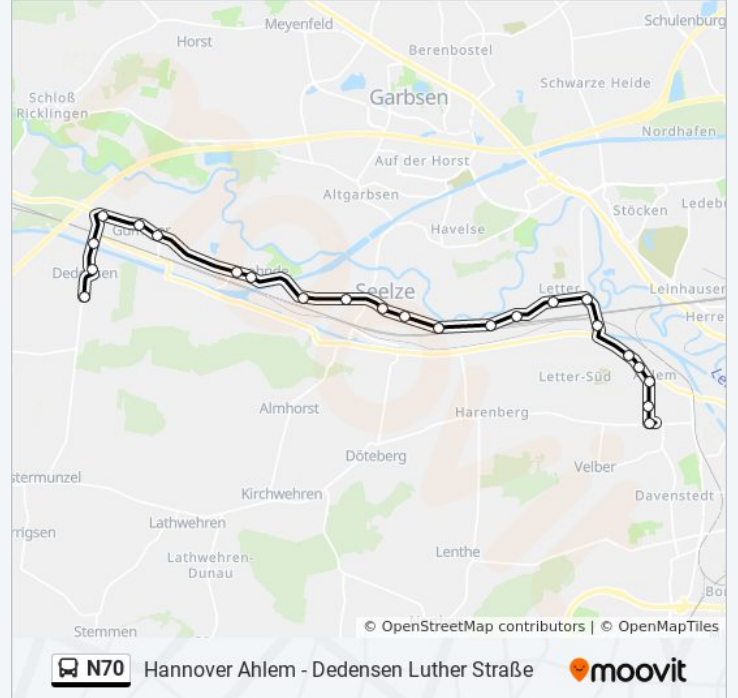 Meyenfeld
Schulenburg
Horst
Berenbostel
Schwarze Heide
Schloß
Ricklingen
Garbsen
Nordhafen
Auf der Horst
Altgarbsen
Stöcken
Ledeb
Havelse
Seelze
Letter
Leinhausen
Herre
Letter-Süd
Almhorst
Harenberg
Döteberg
Velber
stermunzel
Kirchwehren
Davenstedt
Lathwehren
rrigsen
Lathwehren-
Dunau
Lenthe
Stemmen
© OpenStreetMap contributors | © OpenMapTiles
N70 Hannover Ahlem - Dedensen Luther Straße moovit